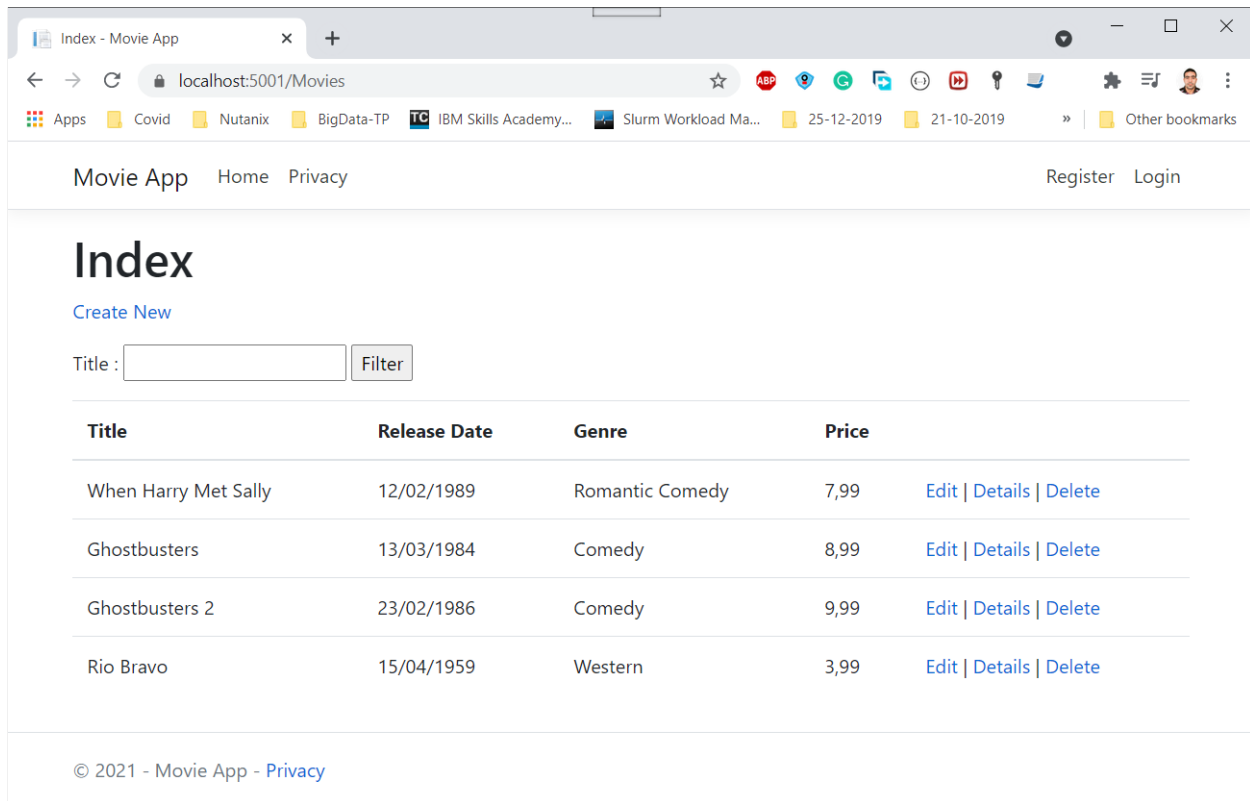 Index - Movie App
localhost:5001/Movies
ABP
Apps Covid Nutanix BigData-TP TC IBM Skills Academy... Slurm Workload Ma... 25-12-2019 21-10-2019 » Other bookmarks
Movie App Home Privacy Register Login
Index
Create New
Title : Filter
Title Release Date Genre Price
When Harry Met Sally 12/02/1989 Romantic Comedy 7,99 Edit | Details | Delete
Ghostbusters 13/03/1984 Comedy 8,99 Edit | Details | Delete
Ghostbusters 2 23/02/1986 Comedy 9,99 Edit | Details | Delete
Rio Bravo 15/04/1959 Western 3,99 Edit | Details | Delete
© 2021 - Movie App - Privacy